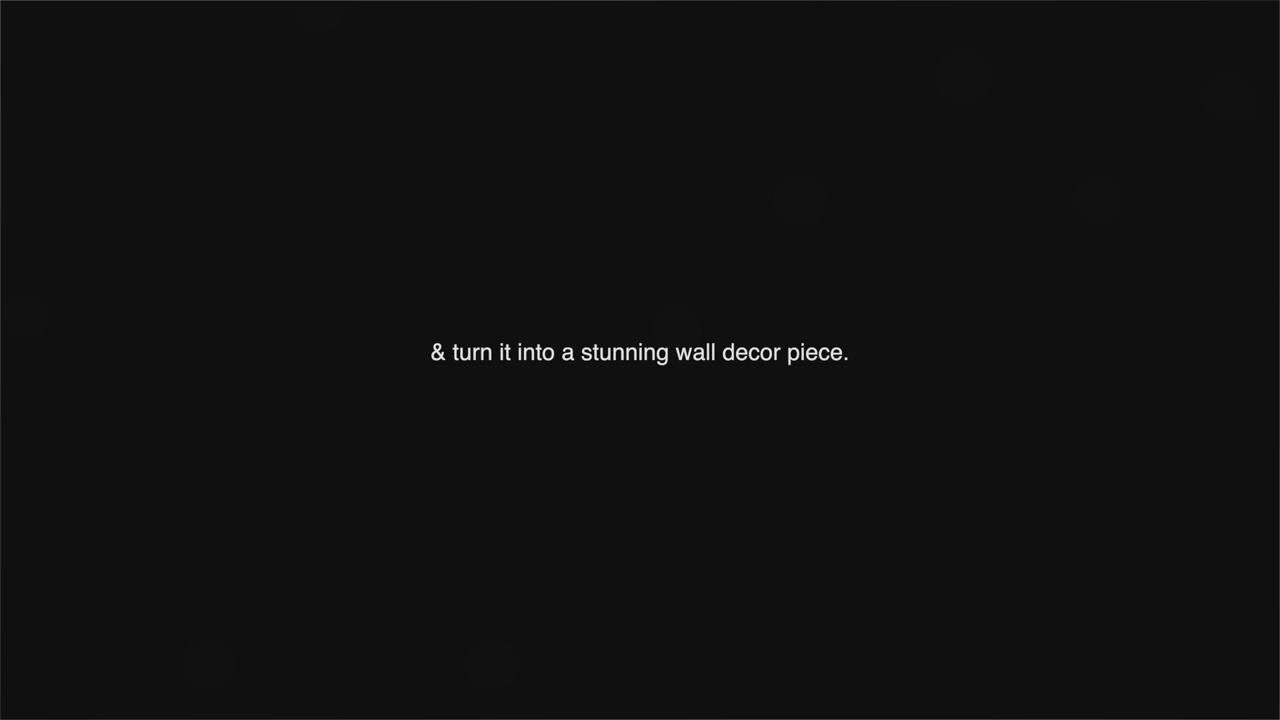 & turn it into a stunning wall decor piece.